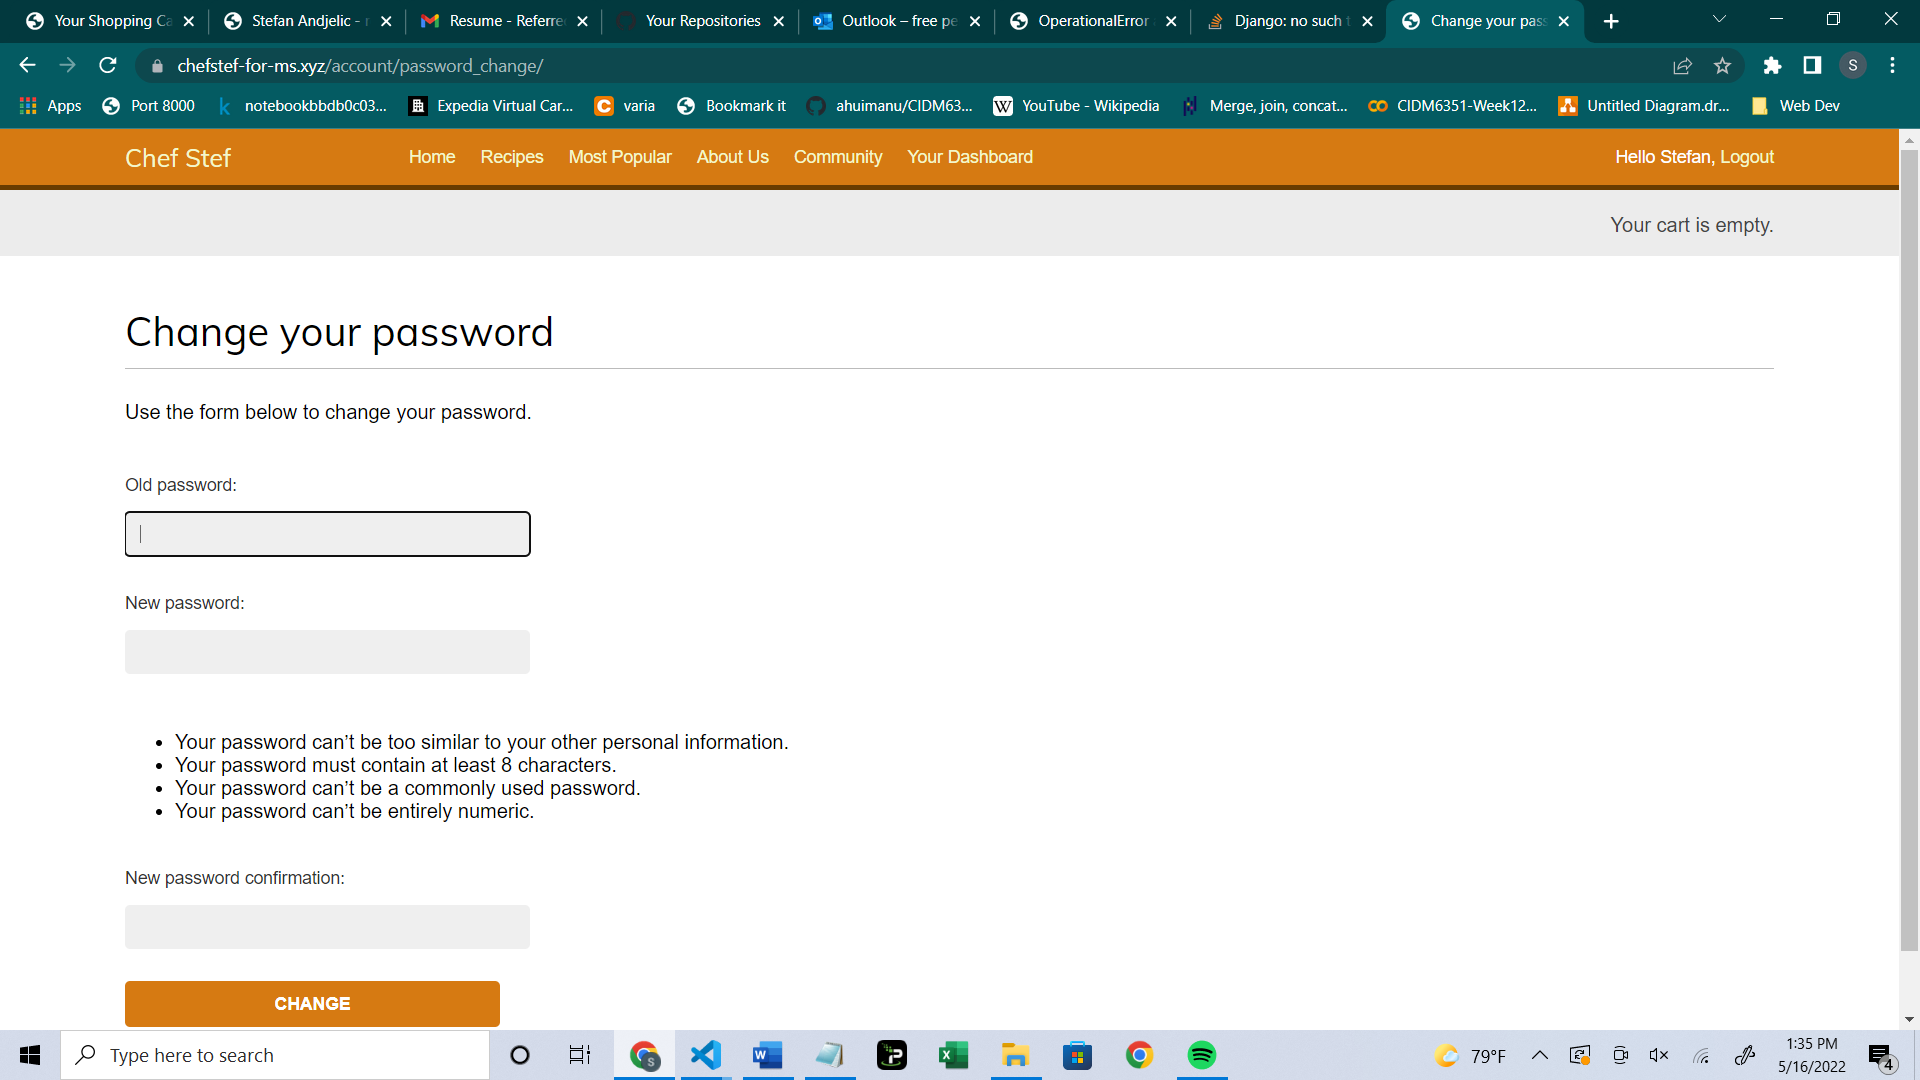 Your Shopping Ca
Stefan Andjelic -
Resume - Referre
Your Repositories
Outlook – free pe
OperationalError
Django: no such t
Change your pass
chefstef-for-ms.xyz/account/password_change/
S
Apps
Port 8000
k notebookbbdb0c03...
Expedia Virtual Car...
C varia
Bookmark it
ahuimanu/CIDM63...
W YouTube - Wikipedia
Merge, join, concat...
CIDM6351-Week12...
Untitled Diagram.dr...
Web Dev
Chef Stef
Home
Recipes
Most Popular
About Us
Community
Your Dashboard
Hello Stefan, Logout
Your cart is empty.
Change your password
Use the form below to change your password.
Old password:
New password:
• Your password can’t be too similar to your other personal information.
• Your password must contain at least 8 characters.
• Your password can’t be a commonly used password.
• Your password can’t be entirely numeric.
New password confirmation:
CHANGE
Type here to search
79°F
1:35 PM
5/16/2022
4